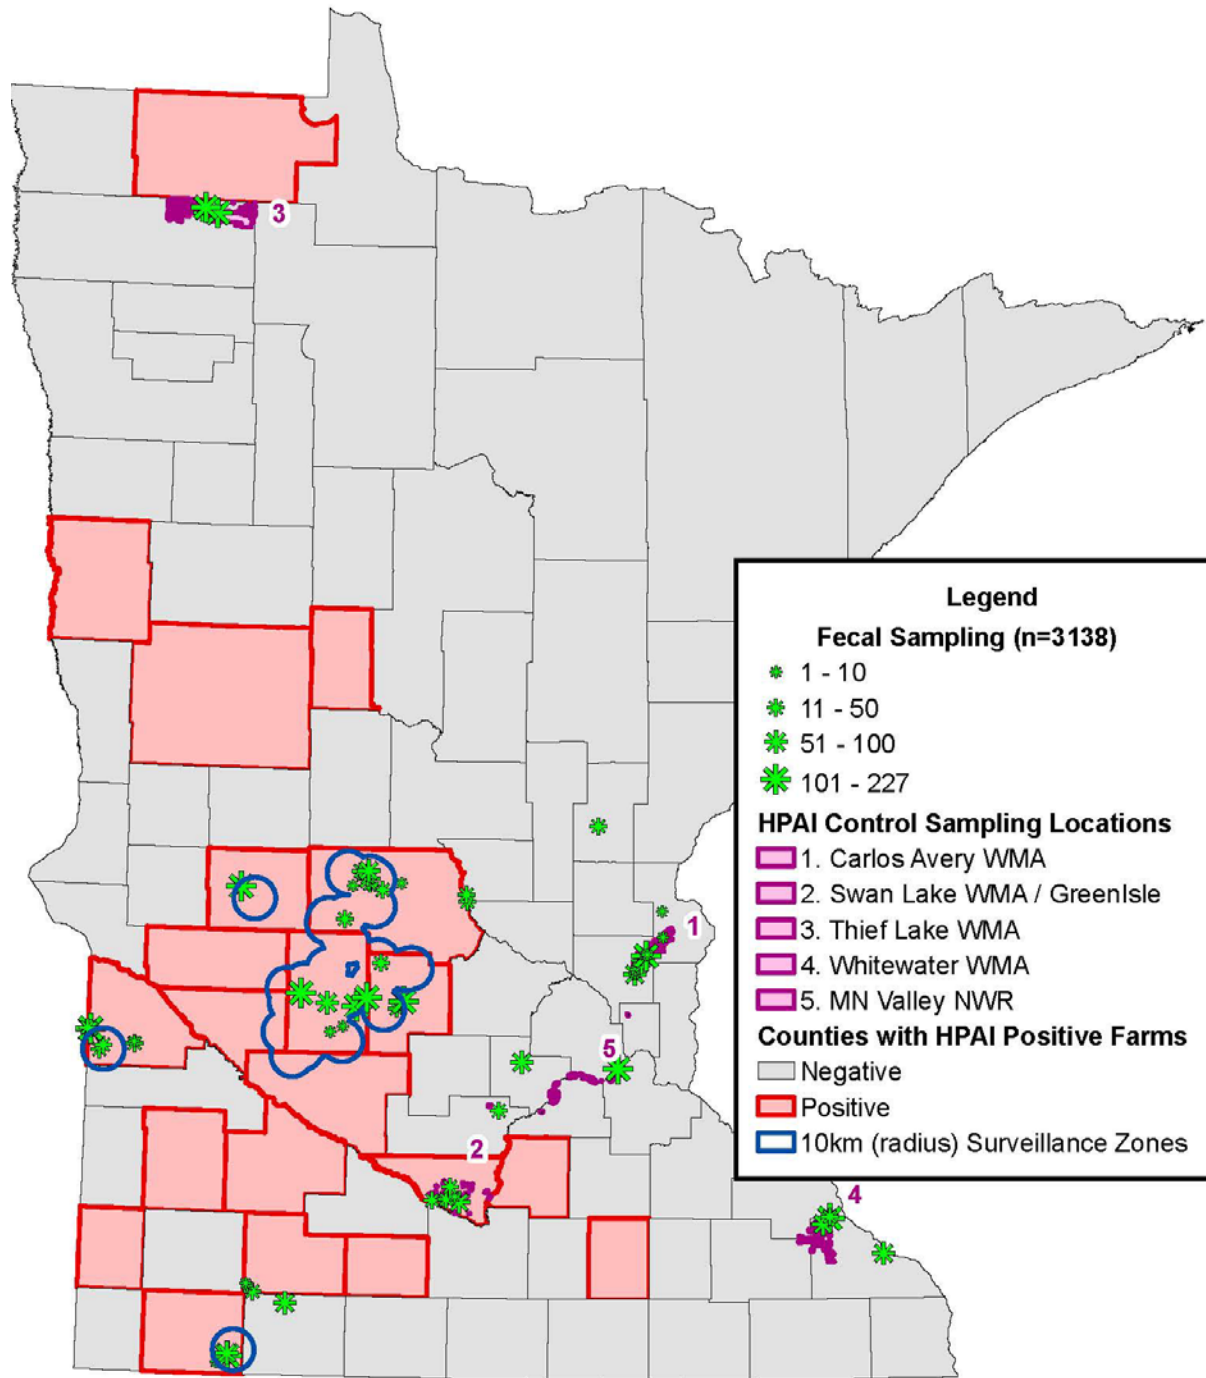 3
Legend
Fecal Sampling (n=3138)
1 - 10
11 - 50
51 - 100
101 - 227
HPAI Control Sampling Locations
1. Carlos Avery WMA
2. Swan Lake WMA / GreenIsle
3. Thief Lake WMA
4. Whitewater WMA
5. MN Valley NWR
Counties with HPAI Positive Farms
Negative
Positive
10km (radius) Surveillance Zones
1
5
2
4